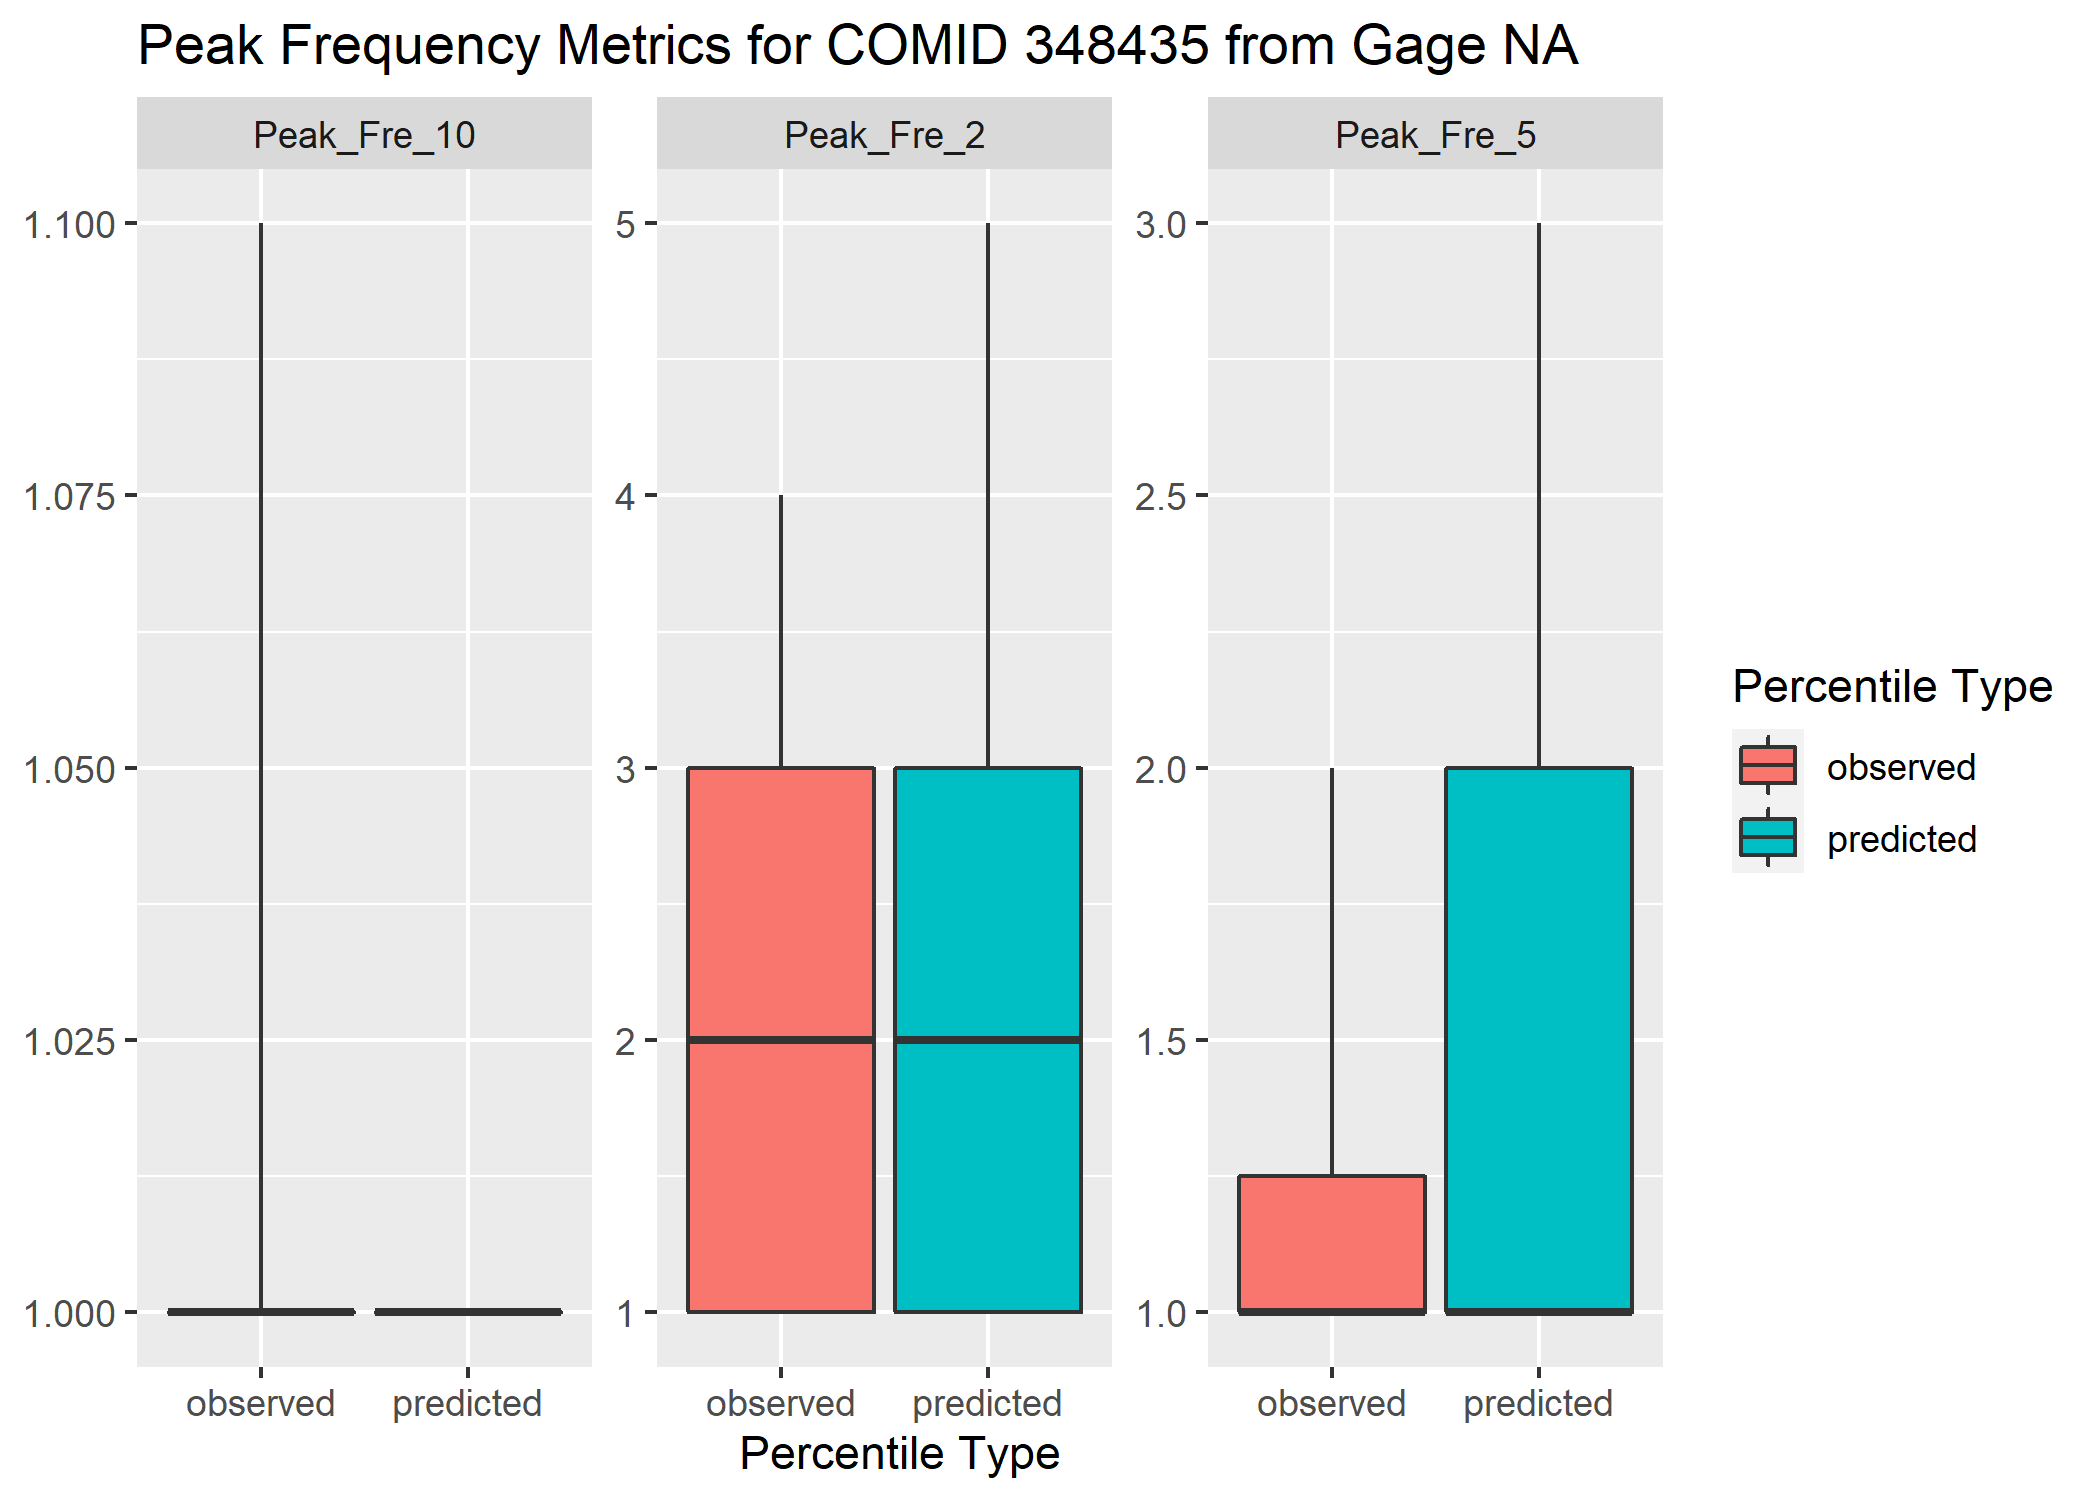 Peak Frequency Metrics for COMID 348435 from Gage NA
Peak_Fre_10
Peak_Fre_2
Peak_Fre_5
1.100
1.075
1.050
1.025
1.000
5
4
3
2
1
3.0
2.5
2.0
1.5
1.0
observed
predicted
observed
predicted
observed
predicted
Percentile Type
Percentile Type
observed
predicted